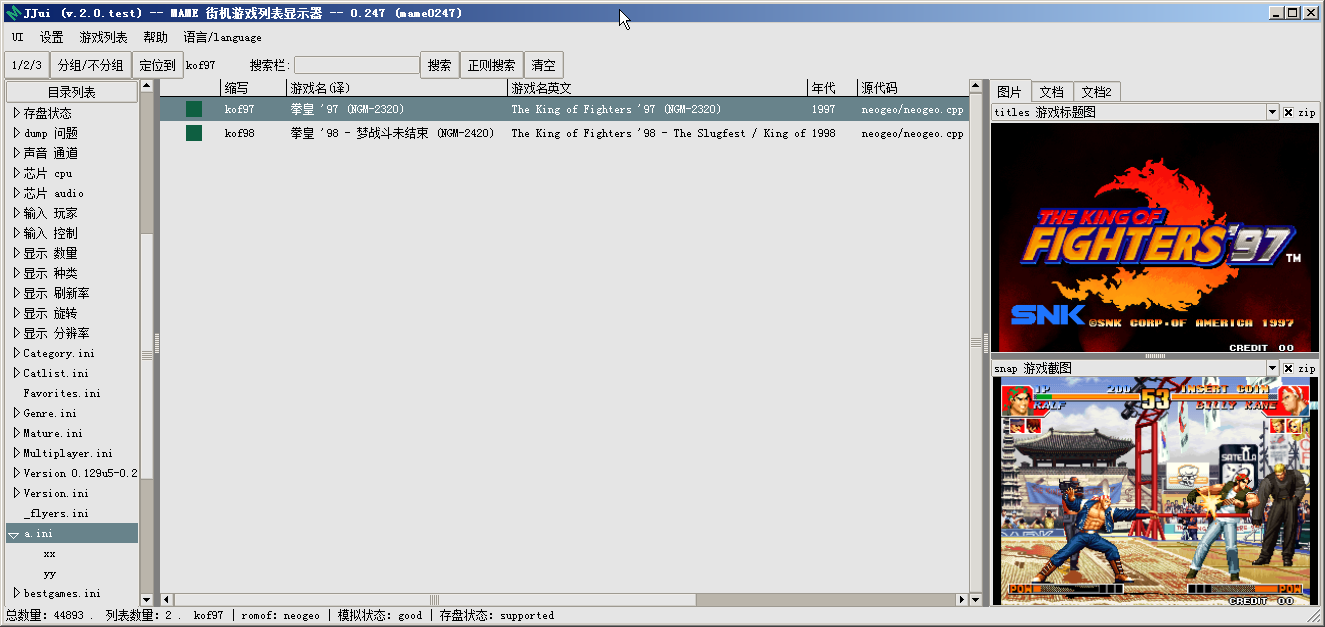 JJui (v.2.0.test) -- MAME 街机游戏列表显示器 -- 0.247 (mame0247)
UI 设置 游戏列表 帮助 语言/language
1/2/3 分组/不分组 定位到 kof97 搜索栏: 搜索 正则搜索 清空
目录列表
存盘状态
dump 问题
声音 通道
芯片 cpu
芯片 audio
输入 玩家
输入 控制
显示 数量
显示 种类
显示 刷新率
显示 旋转
显示 分辨率
Category.ini
Catlist.ini
Favorites.ini
Genre.ini
Mature.ini
Multiplayer.ini
Version 0.129u5-0.2
Version.ini
_flyers.ini
a.ini
xx
yy
bestgames.ini
缩写 游戏名(译) 游戏名英文 年代 源代码
kof97 拳皇 '97 (NGM-2320) The King of Fighters '97 (NGM-2320) 1997 neogeo/neogeo.cpp
kof98 拳皇 '98 - 梦战斗未结束 (NGM-2420) The King of Fighters '98 - The Slugfest / King of 1998 neogeo/neogeo.cpp
图片 文档 文档2
titles 游戏标题图 zip
THE KING OF
FIGHTERS '97 TM
SNK ©SNK CORP.OF AMERICA 1997
CREDIT 00
snap 游戏截图 zip
1P 200 53 INSERT COIN
RALF BILLY KANE
SATELLA
POW POW
CREDIT 00
总数量: 44893 . 列表数量: 2 . kof97 | romof: neogeo | 模拟状态: good | 存盘状态: supported